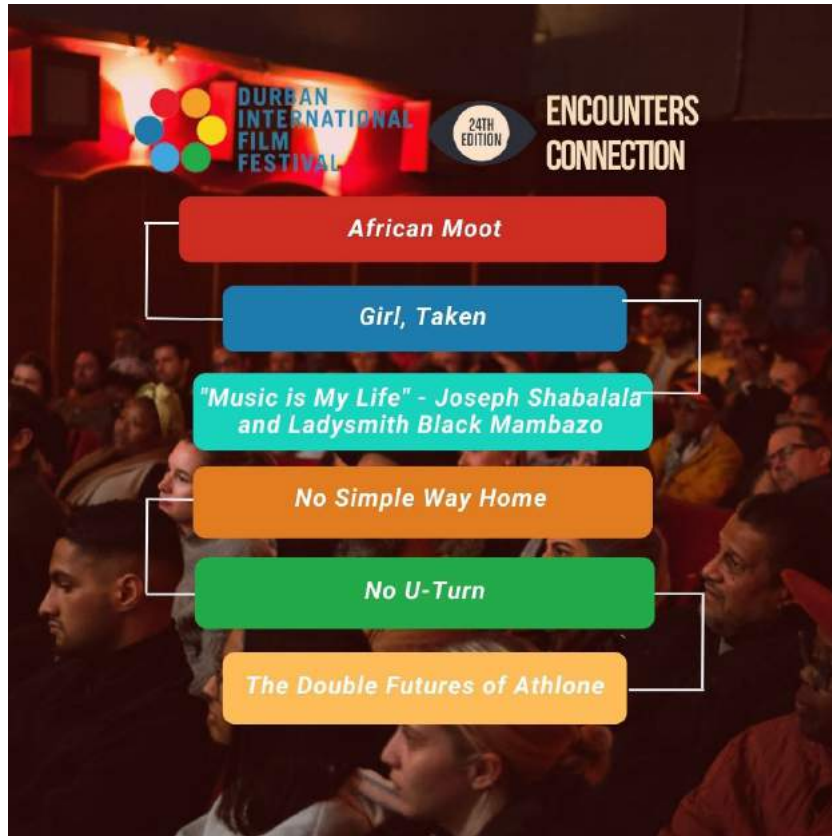 DURBAN
INTERNATIONAL
FILM
FESTIVAL
24TH
EDITION
ENCOUNTERS
CONNECTION
African Moot
Girl, Taken
"Music is My Life" - Joseph Shabalala
and Ladysmith Black Mambazo
No Simple Way Home
No U-Turn
The Double Futures of Athlone